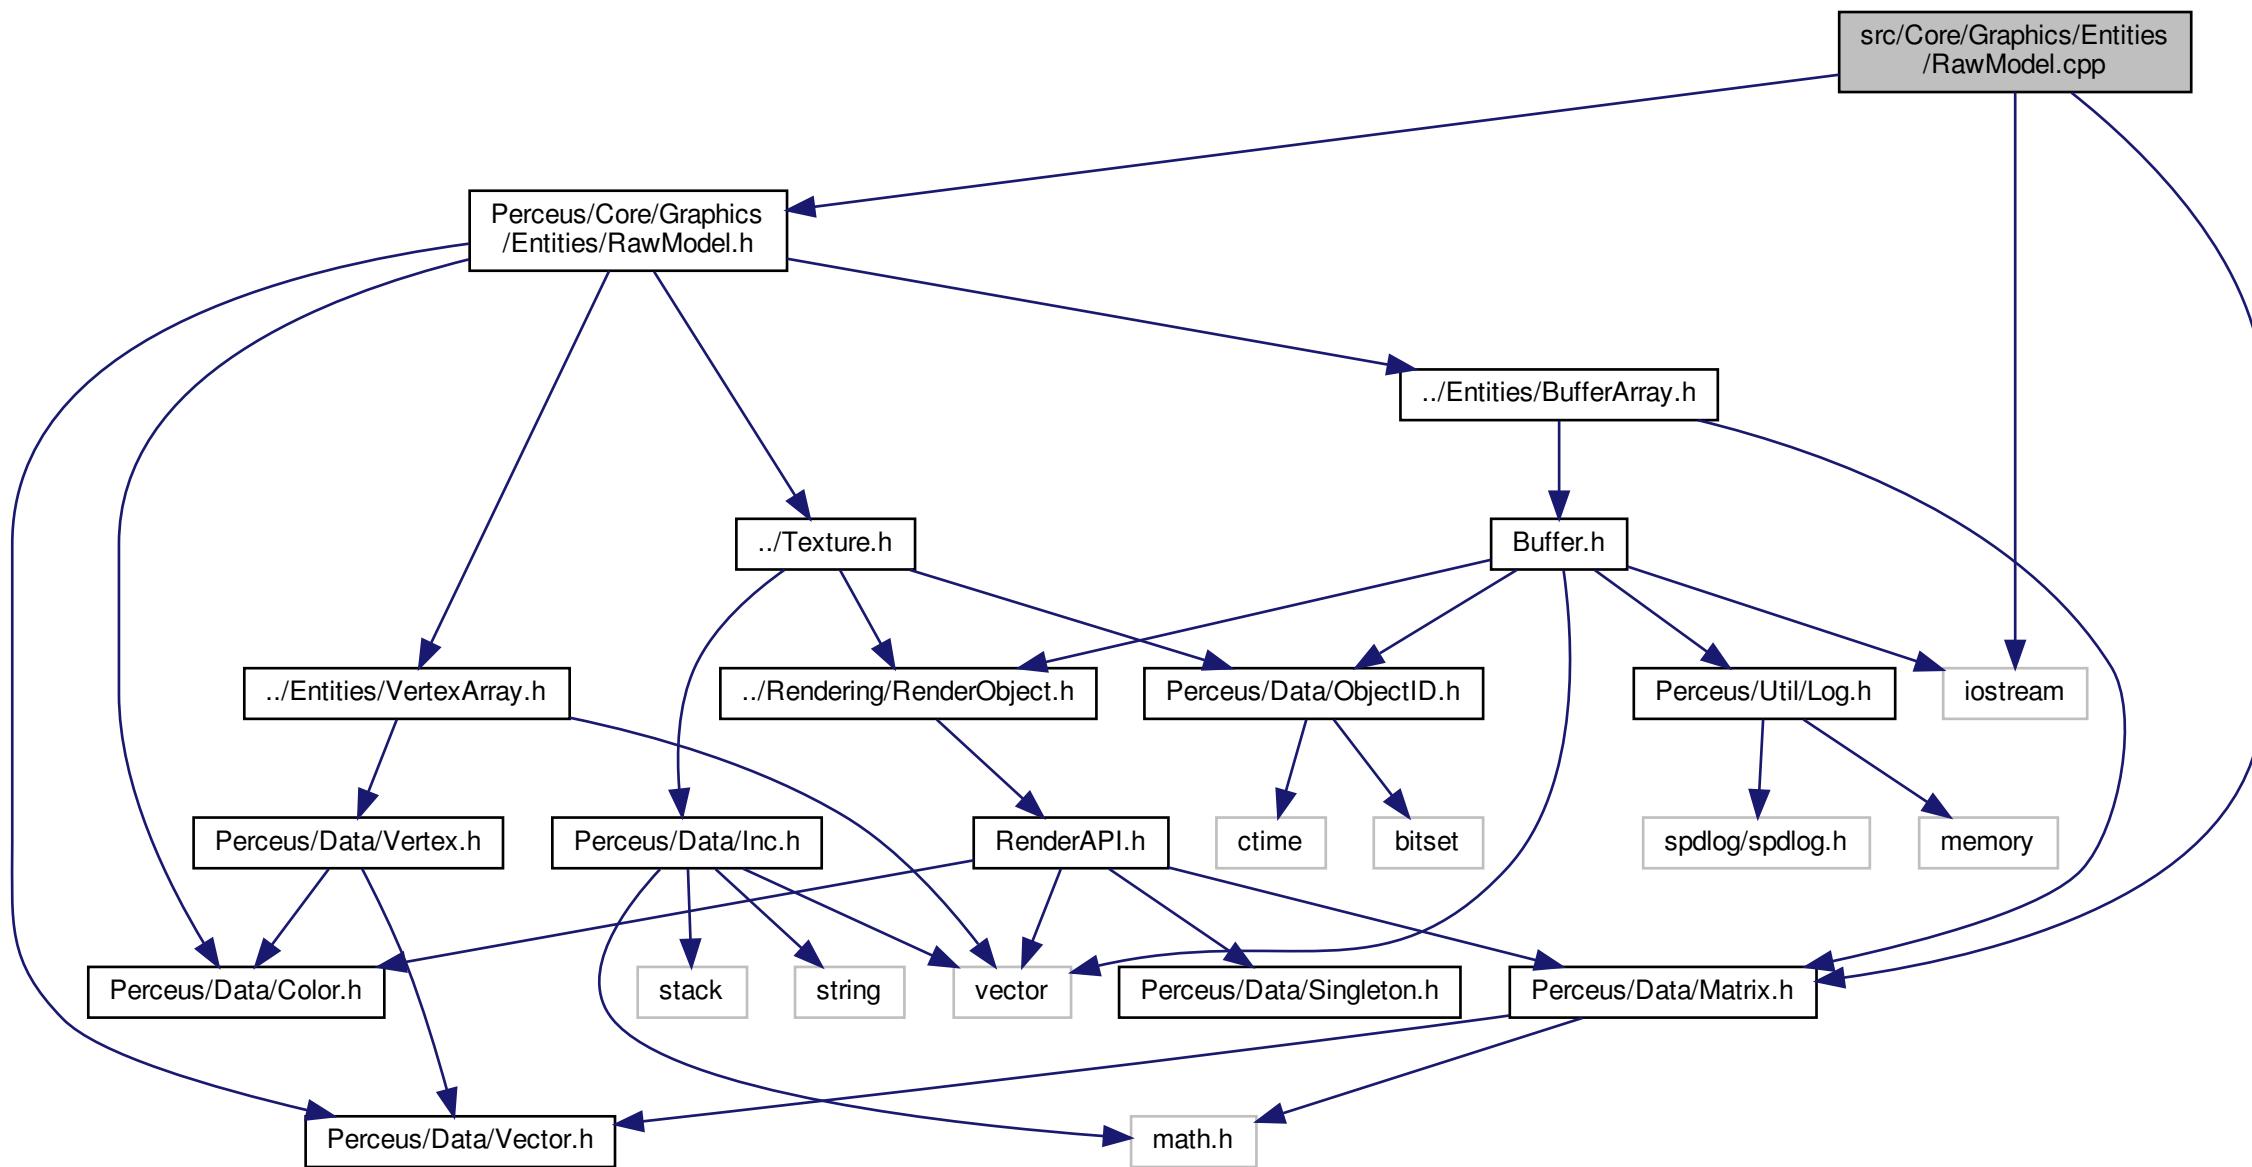 src/Core/Graphics/Entities
/RawModel.cpp
Perceus/Core/Graphics
/Entities/RawModel.h
../Entities/BufferArray.h
../Texture.h
Buffer.h
../Entities/VertexArray.h
../Rendering/RenderObject.h
Perceus/Data/ObjectID.h
Perceus/Util/Log.h
iostream
Perceus/Data/Vertex.h
Perceus/Data/Inc.h
RenderAPI.h
ctime
bitset
spdlog/spdlog.h
memory
Perceus/Data/Color.h
stack
string
vector
Perceus/Data/Singleton.h
Perceus/Data/Matrix.h
Perceus/Data/Vector.h
math.h